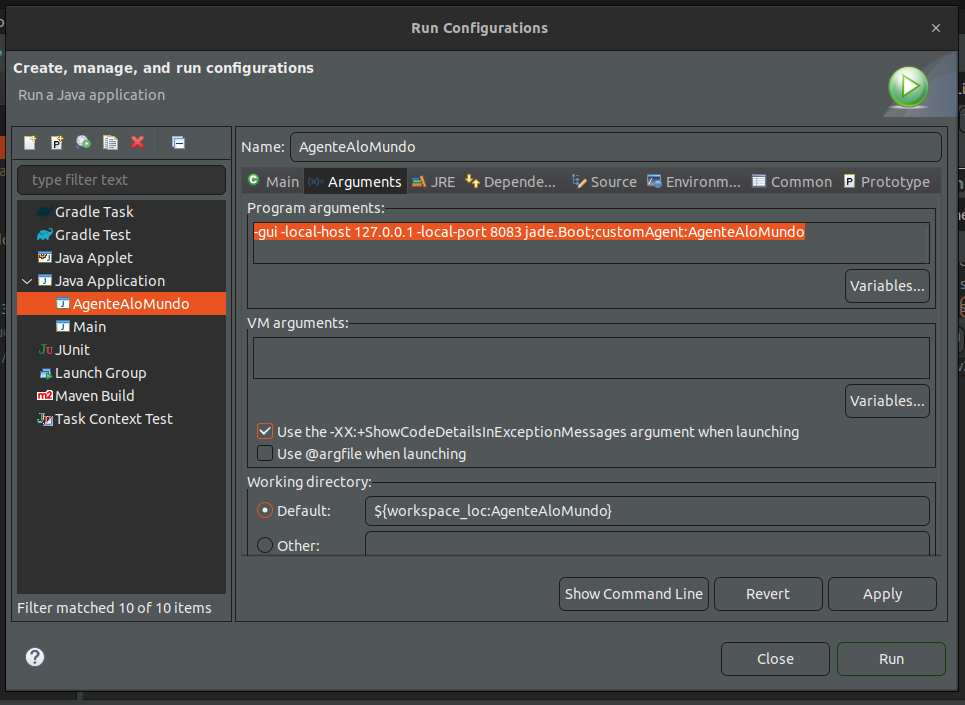 Run Configurations
Create, manage, and run configurations
Run a Java application
Name: AgenteAloMundo
type filter text
Main Arguments JRE Depende... Source Environm... Common Prototype
Gradle Task
Gradle Test
Java Applet
Java Application
AgenteAloMundo
Main
JUnit
Launch Group
Maven Build
Task Context Test
Filter matched 10 of 10 items
Program arguments:
-gui -local-host 127.0.0.1 -local-port 8083 jade.Boot;customAgent:AgenteAloMundo
Variables...
VM arguments:
Variables...
Use the -XX:+ShowCodeDetailsInExceptionMessages argument when launching
Use @argfile when launching
Working directory:
Default: ${workspace_loc:AgenteAloMundo}
Other:
Show Command Line Revert Apply
Close Run